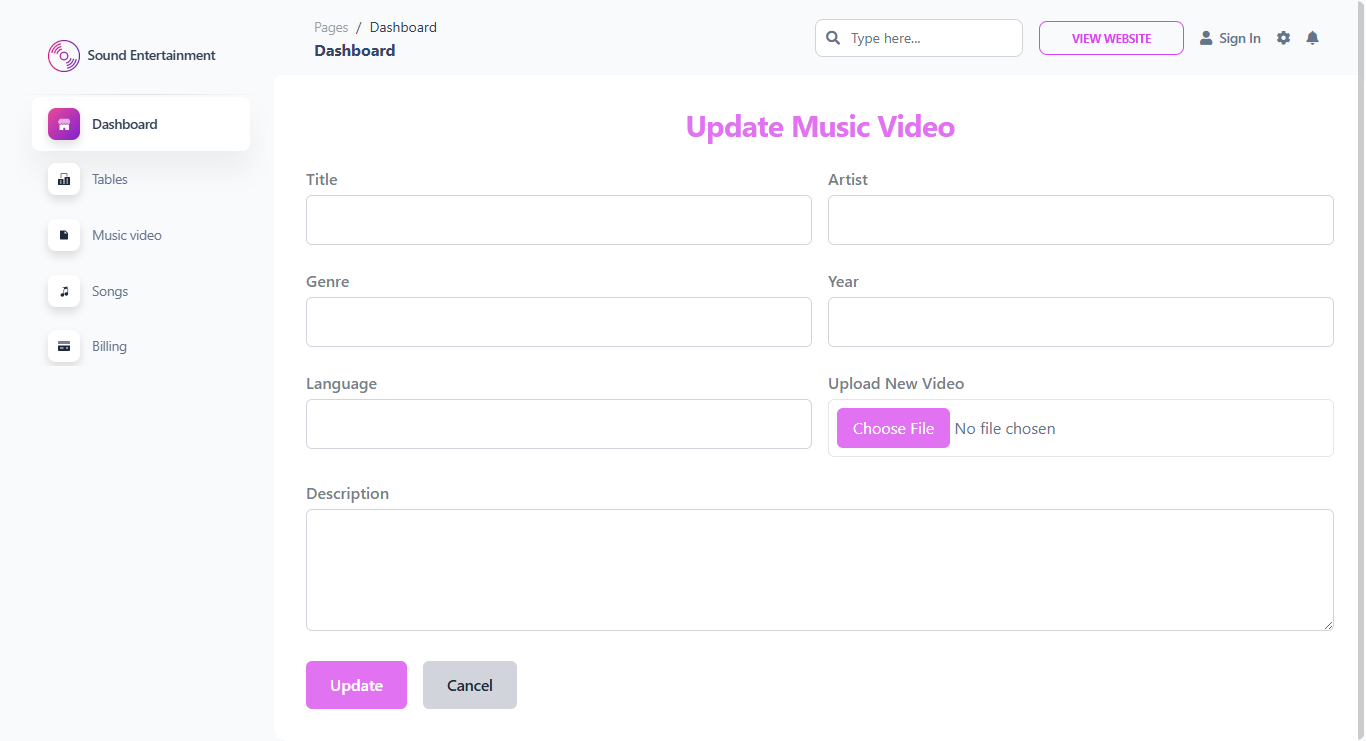 Sound Entertainment
Dashboard
Tables
Music video
Songs
Billing
Pages / Dashboard
Dashboard
Type here...
VIEW WEBSITE
Sign In
Update Music Video
Title
Artist
Genre
Year
Language
Upload New Video
Choose File No file chosen
Description
Update
Cancel